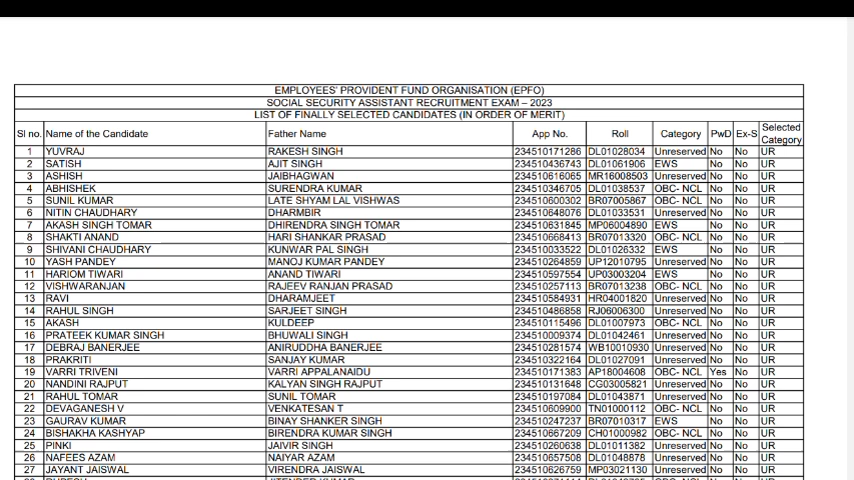 EMPLOYEES' PROVIDENT FUND ORGANISATION (EPFO)
SOCIAL SECURITY ASSISTANT RECRUITMENT EXAM – 2023
LIST OF FINALLY SELECTED CANDIDATES (IN ORDER OF MERIT)
Sl no. Name of the Candidate Father Name App No. Roll Category PwD Ex-S Selected Category
1 YUVRAJ RAKESH SINGH 234510171286 DL01028034 Unreserved No No UR
2 SATISH AJIT SINGH 234510436743 DL01061906 EWS No No UR
3 ASHISH JAIBHAGWAN 234510616065 MR16008503 Unreserved No No UR
4 ABHISHEK SURENDRA KUMAR 234510346705 DL01038537 OBC- NCL No No UR
5 SUNIL KUMAR LATE SHYAM LAL VISHWAS 234510600302 BR07005867 OBC- NCL No No UR
6 NITIN CHAUDHARY DHARMBIR 234510648076 DL01033531 Unreserved No No UR
7 AKASH SINGH TOMAR DHIRENDRA SINGH TOMAR 234510631845 MP06004890 EWS No No UR
8 SHAKTI ANAND HARI SHANKAR PRASAD 234510668413 BR07013320 OBC- NCL No No UR
9 SHIVANI CHAUDHARY KUNWAR PAL SINGH 234510033522 DL01026332 EWS No No UR
10 YASH PANDEY MANOJ KUMAR PANDEY 234510264859 UP12010795 Unreserved No No UR
11 HARIOM TIWARI ANAND TIWARI 234510597554 UP03003204 EWS No No UR
12 VISHWARANJAN RAJEEV RANJAN PRASAD 234510257113 BR07013238 OBC- NCL No No UR
13 RAVI DHARAMJEET 234510584931 HR04001820 Unreserved No No UR
14 RAHUL SINGH SARJEET SINGH 234510486858 RJ06006300 Unreserved No No UR
15 AKASH KULDEEP 234510115496 DL01007973 OBC- NCL No No UR
16 PRATEEK KUMAR SINGH BHUWALI SINGH 234510009374 DL01042461 Unreserved No No UR
17 DEBRAJ BANERJEE ANIRUDDHA BANERJEE 234510281574 WB10010930 Unreserved No No UR
18 PRAKRITI SANJAY KUMAR 234510322164 DL01027091 Unreserved No No UR
19 VARRI TRIVENI VARRI APPALANAIDU 234510171383 AP18004608 OBC- NCL Yes No UR
20 NANDINI RAJPUT KALYAN SINGH RAJPUT 234510131648 CG03005821 Unreserved No No UR
21 RAHUL TOMAR SUNIL TOMAR 234510197084 DL01043871 Unreserved No No UR
22 DEVAGANESH V VENKATESAN T 234510609900 TN01000112 OBC- NCL No No UR
23 GAURAV KUMAR BINAY SHANKER SINGH 234510247237 BR07010317 EWS No No UR
24 BISHAKHA KASHYAP BIRENDRA KUMAR SINGH 234510667209 CH01000982 OBC- NCL No No UR
25 PINKI JAIVIR SINGH 234510260638 DL01011182 Unreserved No No UR
26 NAFEES AZAM NAIYAR AZAM 234510657508 DL01048878 Unreserved No No UR
27 JAYANT JAISWAL VIRENDRA JAISWAL 234510626759 MP03021130 Unreserved No No UR